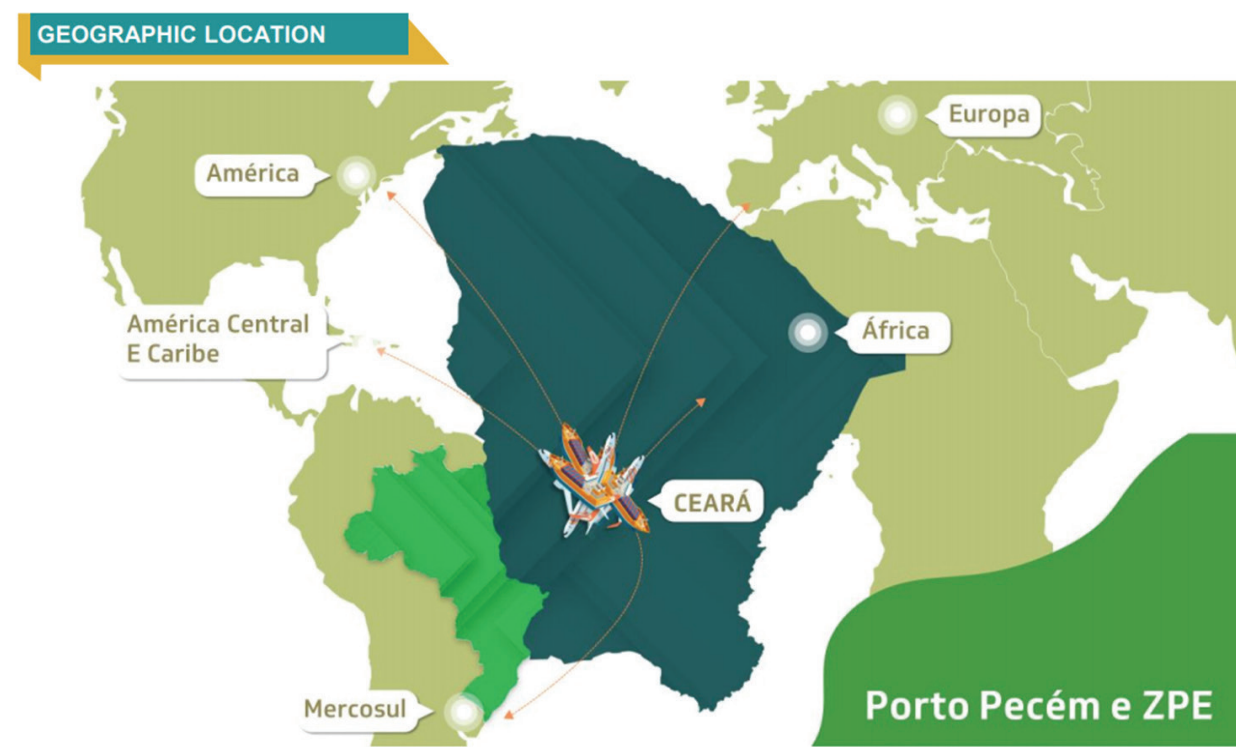 GEOGRAPHIC LOCATION
Europa
América
América Central
E Caribe
África
CEARÁ
Mercosul
Porto Pecém e ZPE